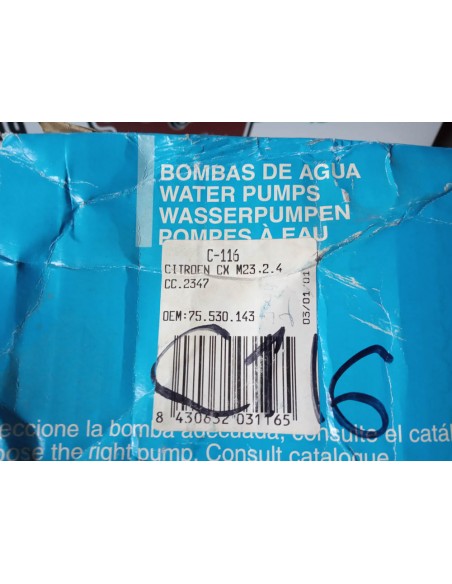 BOMBAS DE AGUA
WATER PUMPS
WASSERPUMPEN
POMPES À EAU
C-116
CITROEN CX M23.2.4
CC.2347
OEM:75.530.143
03/01/01
C116
8 430632 031165
eccione la bomba adecuada, consulte el catál
oose the right pump. Consult catalogue